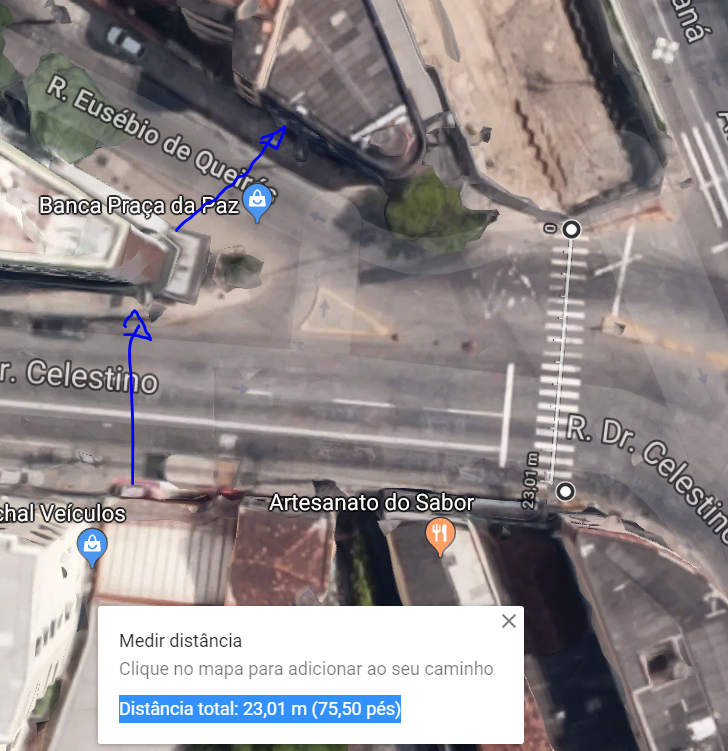 aná
R. Eusébio de Queirós
Banca Praça da Paz
0
r. Celestino
R. Dr. Celestino
23,01 m
chal Veículos
Artesanato do Sabor
Medir distância
Clique no mapa para adicionar ao seu caminho
Distância total: 23,01 m (75,50 pés)